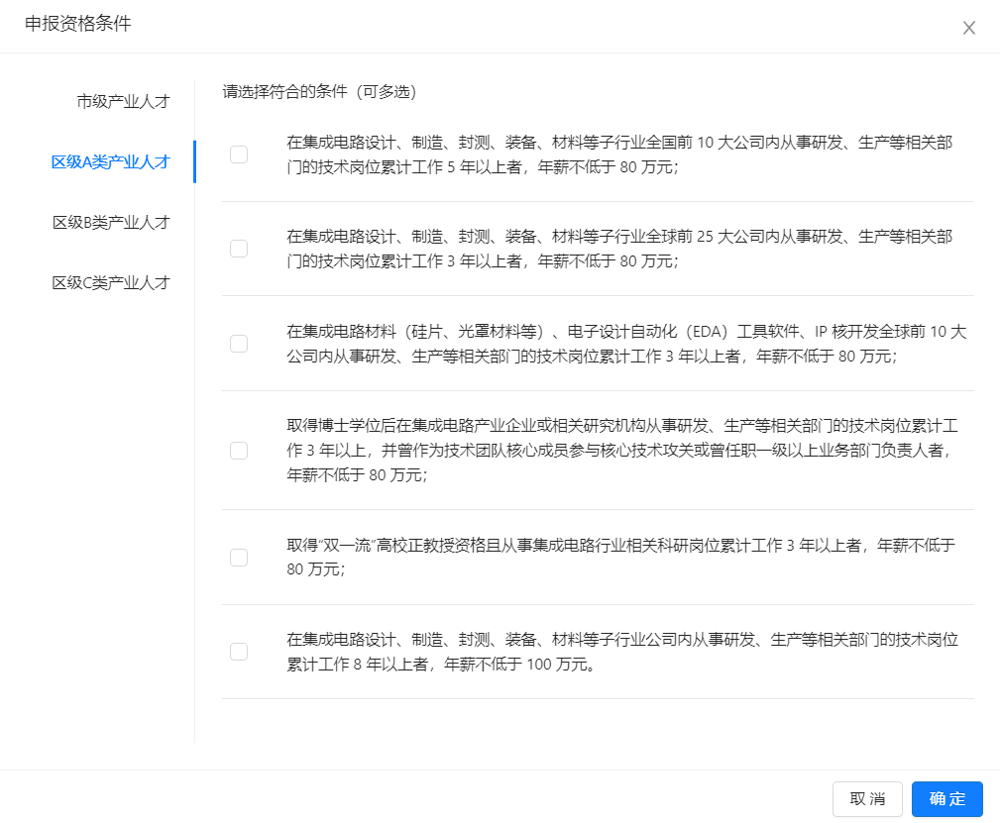 申报资格条件
市级产业人才
区级A类产业人才
区级B类产业人才
区级C类产业人才
请选择符合的条件（可多选）
在集成电路设计、制造、封测、装备、材料等子行业全国前 10 大公司内从事研发、生产等相关部
门的技术岗位累计工作 5 年以上者，年薪不低于 80 万元；
在集成电路设计、制造、封测、装备、材料等子行业全球前 25 大公司内从事研发、生产等相关部
门的技术岗位累计工作 3 年以上者，年薪不低于 80 万元；
在集成电路材料（硅片、光罩材料等）、电子设计自动化（EDA）工具软件、IP 核开发全球前 10 大
公司内从事研发、生产等相关部门的技术岗位累计工作 3 年以上者，年薪不低于 80 万元；
取得博士学位后在集成电路产业企业或相关研究机构从事研发、生产等相关部门的技术岗位累计工
作 3 年以上，并曾作为技术团队核心成员参与核心技术攻关或曾任职一级以上业务部门负责人者，
年薪不低于 80 万元；
取得“双一流”高校正教授资格且从事集成电路行业相关科研岗位累计工作 3 年以上者，年薪不低于
80 万元；
在集成电路设计、制造、封测、装备、材料等子行业公司内从事研发、生产等相关部门的技术岗位
累计工作 8 年以上者，年薪不低于 100 万元。
取 消
确 定